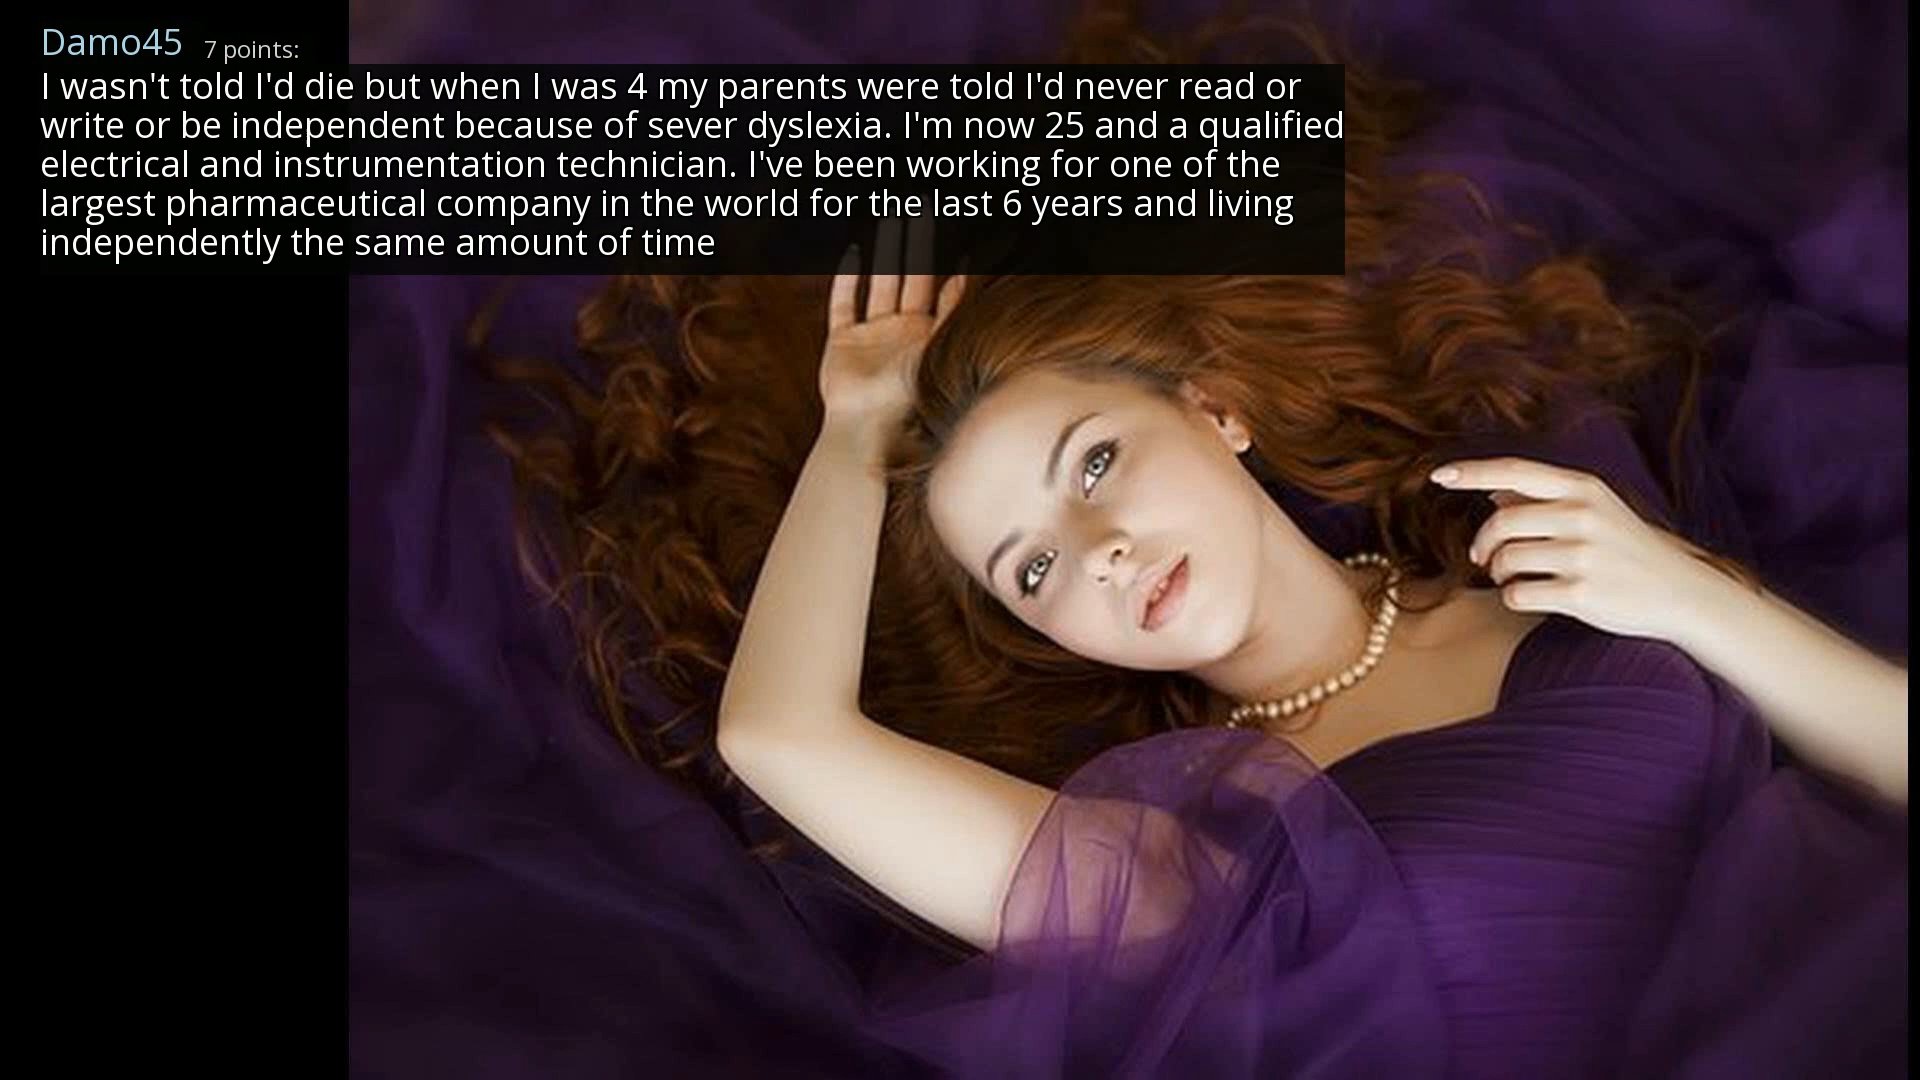 Damo45 7 points:
I wasn't told I'd die but when I was 4 my parents were told I'd never read or
write or be independent because of sever dyslexia. I'm now 25 and a qualified
electrical and instrumentation technician. I've been working for one of the
largest pharmaceutical company in the world for the last 6 years and living
independently the same amount of time